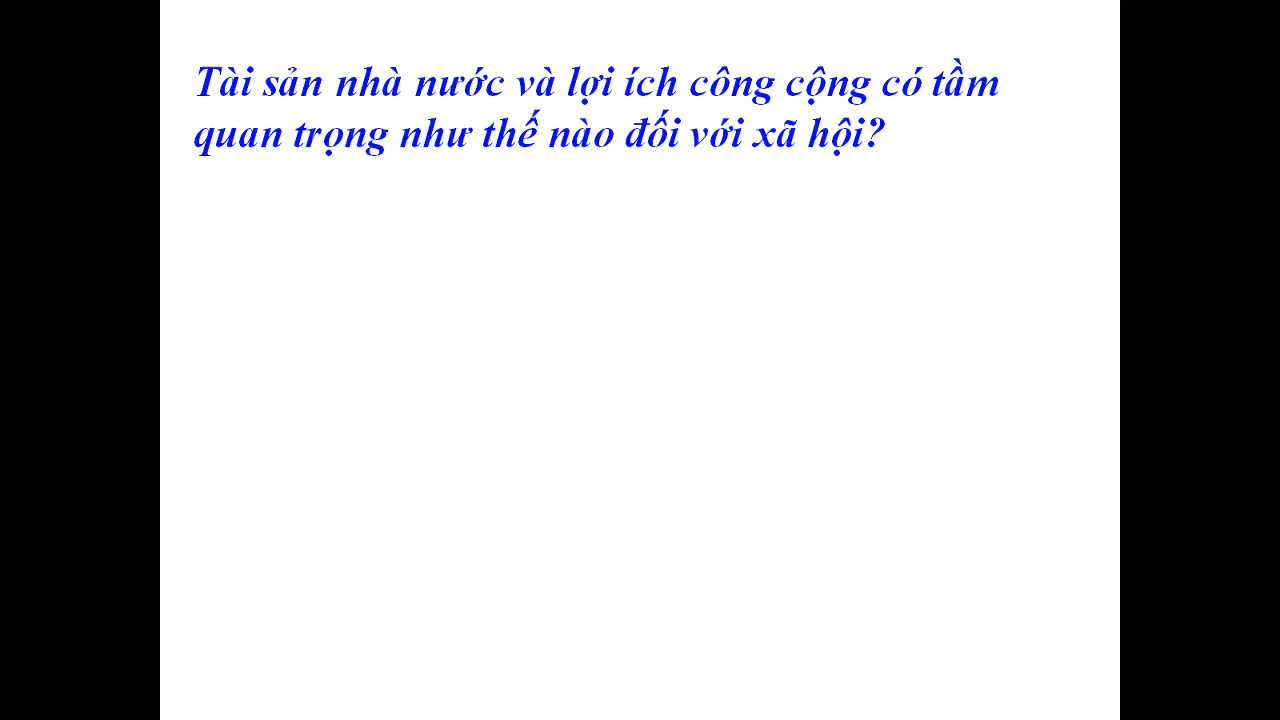 Tài sản nhà nước và lợi ích công cộng có tầm
quan trọng như thế nào đối với xã hội?